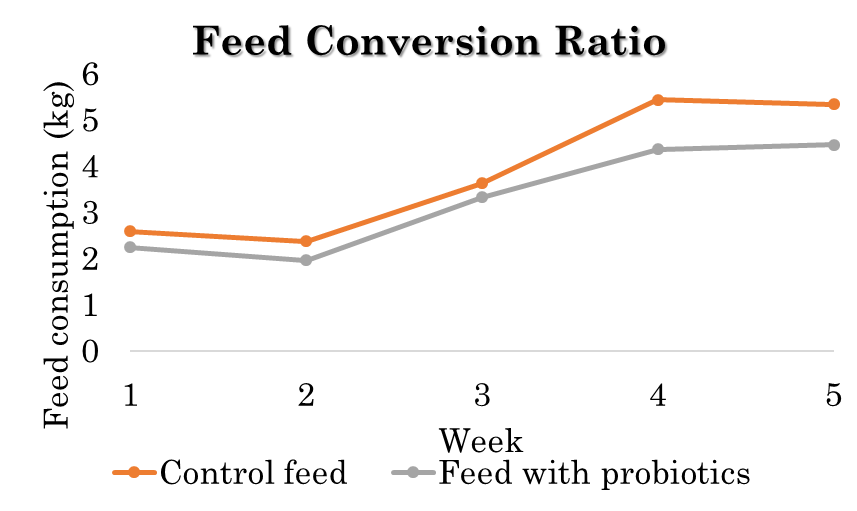 Feed Conversion Ratio
Feed consumption (kg)
6
5
4
3
2
1
0
1 2 3 4 5
Week
Control feed Feed with probiotics